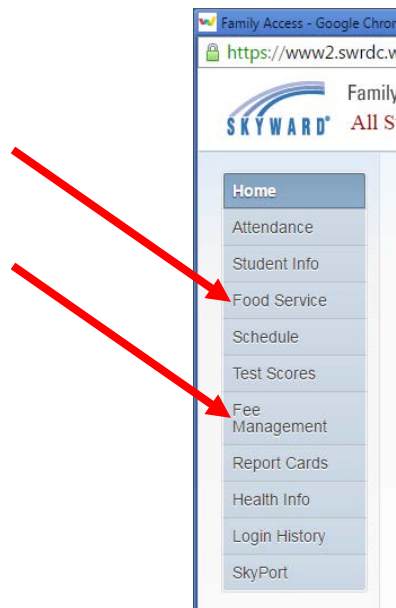 Family Access - Google Chron
https://www2.swrdc.w
Family
SKYWARD®
All S
Home
Attendance
Student Info
Food Service
Schedule
Test Scores
Fee
Management
Report Cards
Health Info
Login History
SkyPort